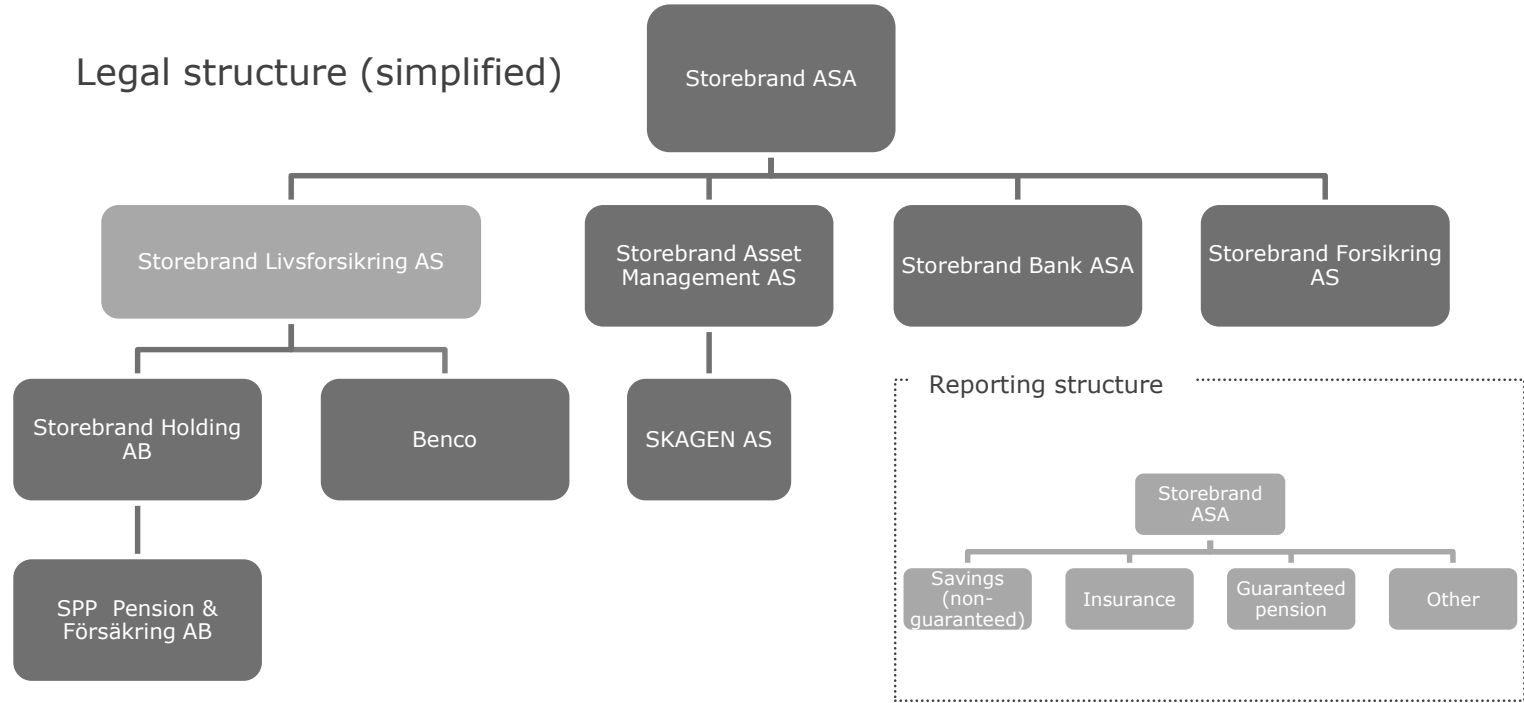 Legal structure (simplified)
Storebrand ASA
Storebrand Livsforsikring AS
Storebrand Asset
Management AS
Storebrand Bank ASA
Storebrand Forsikring
AS
Storebrand Holding
AB
Benco
SKAGEN AS
SPP  Pension &
Försäkring AB
Reporting structure
Storebrand
ASA
Savings
(non-
guaranteed)
Insurance
Guaranteed
pension
Other